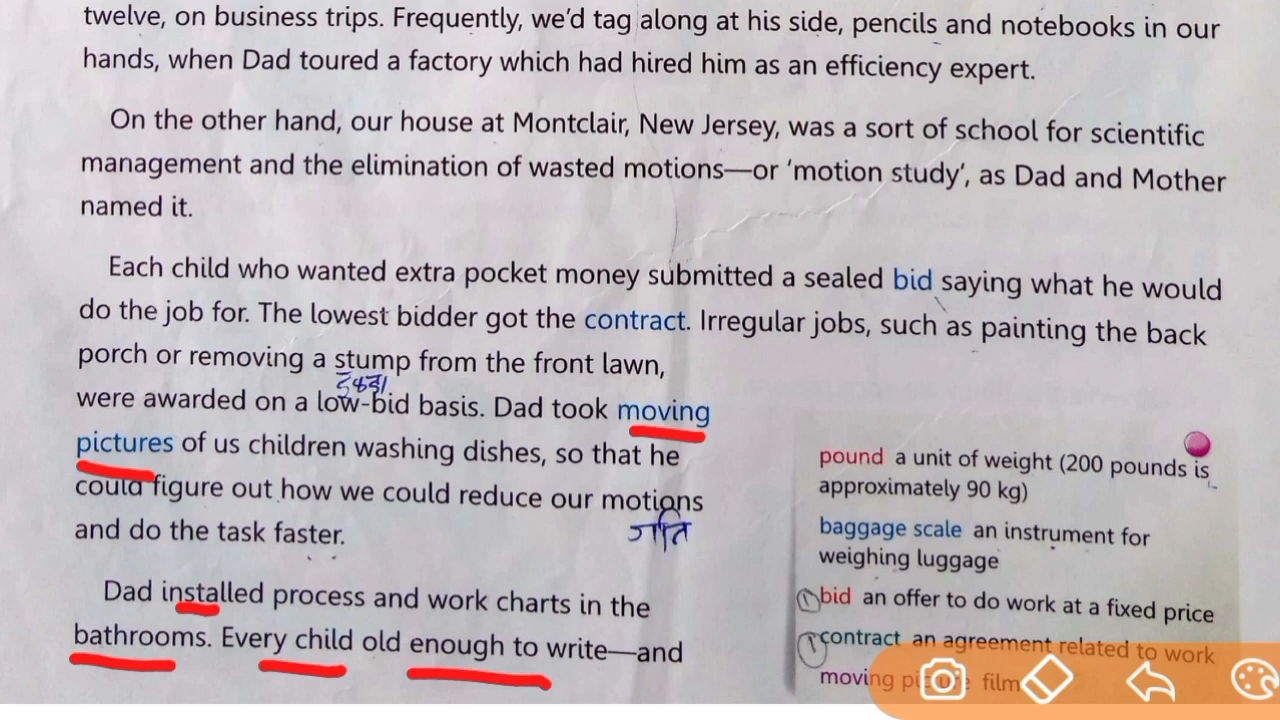 twelve, on business trips. Frequently, we'd tag along at his side, pencils and notebooks in our
hands, when Dad toured a factory which had hired him as an efficiency expert.
On the other hand, our house at Montclair, New Jersey, was a sort of school for scientific
management and the elimination of wasted motions—or 'motion study', as Dad and Mother
named it.
Each child who wanted extra pocket money submitted a sealed bid saying what he would
do the job for. The lowest bidder got the contract. Irregular jobs, such as painting the back
porch or removing a stump from the front lawn,
were awarded on a low-bid basis. Dad took moving
pictures of us children washing dishes, so that he
could figure out how we could reduce our motions
गति
and do the task faster.
Dad installed process and work charts in the
bathrooms. Every child old enough to write—and
pound a unit of weight (200 pounds is
approximately 90 kg)
baggage scale an instrument for
weighing luggage
bid an offer to do work at a fixed price
contract an agreement related to work
moving picture film